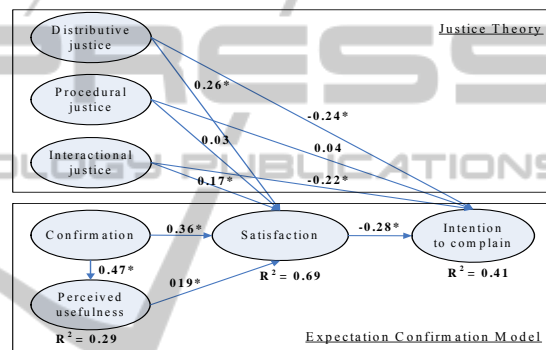 PRESS
Distributive
justice
Justice Theory
0.26*
-0.24*
Procedural
justice
0.03
0.04
Interactional
justice
PUBLICATIONS
0.17*
-0.22*
Confirmation
0.36*
Satisfaction
-0.28*
Intention
to complain
0.47*
019*
R² = 0.69
R² = 0.41
Perceived
usefulness
R² = 0.29
Expectation Confirmation Model